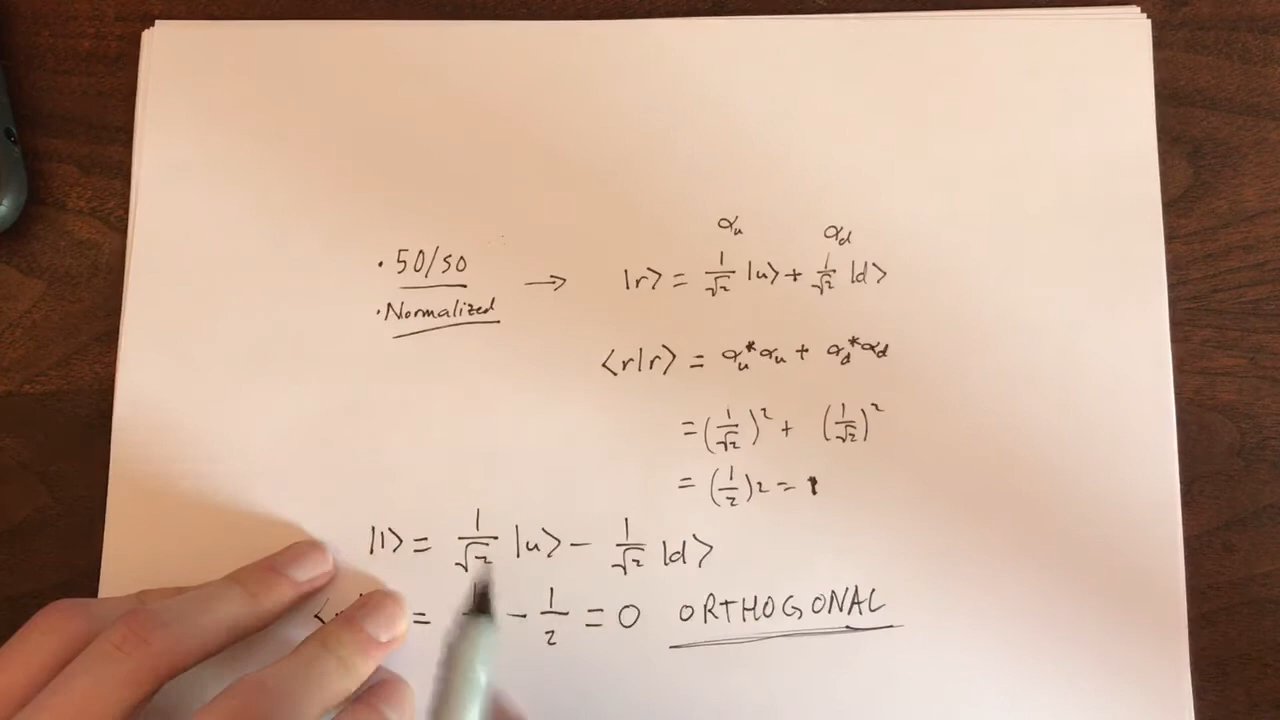 α_u α_d
· 50/50 → |r⟩ = 1/√2 |u⟩ + 1/√2 |d⟩
· Normalized
⟨r|r⟩ = α_u* α_u + α_d* α_d
= (1/√2)² + (1/√2)²
= (1/2)2 = 1
|l⟩ = 1/√2 |u⟩ − 1/√2 |d⟩
= − 1/2 = 0 ORTHOGONAL